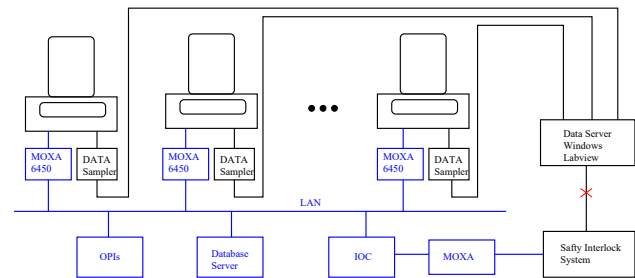 MOXA
6450
DATA
Sampler
MOXA
6450
DATA
Sampler
MOXA
6450
DATA
Sampler
Data Server
Windows
Labview
LAN
OPIs
Database
Server
IOC
MOXA
Safty Interlock
System